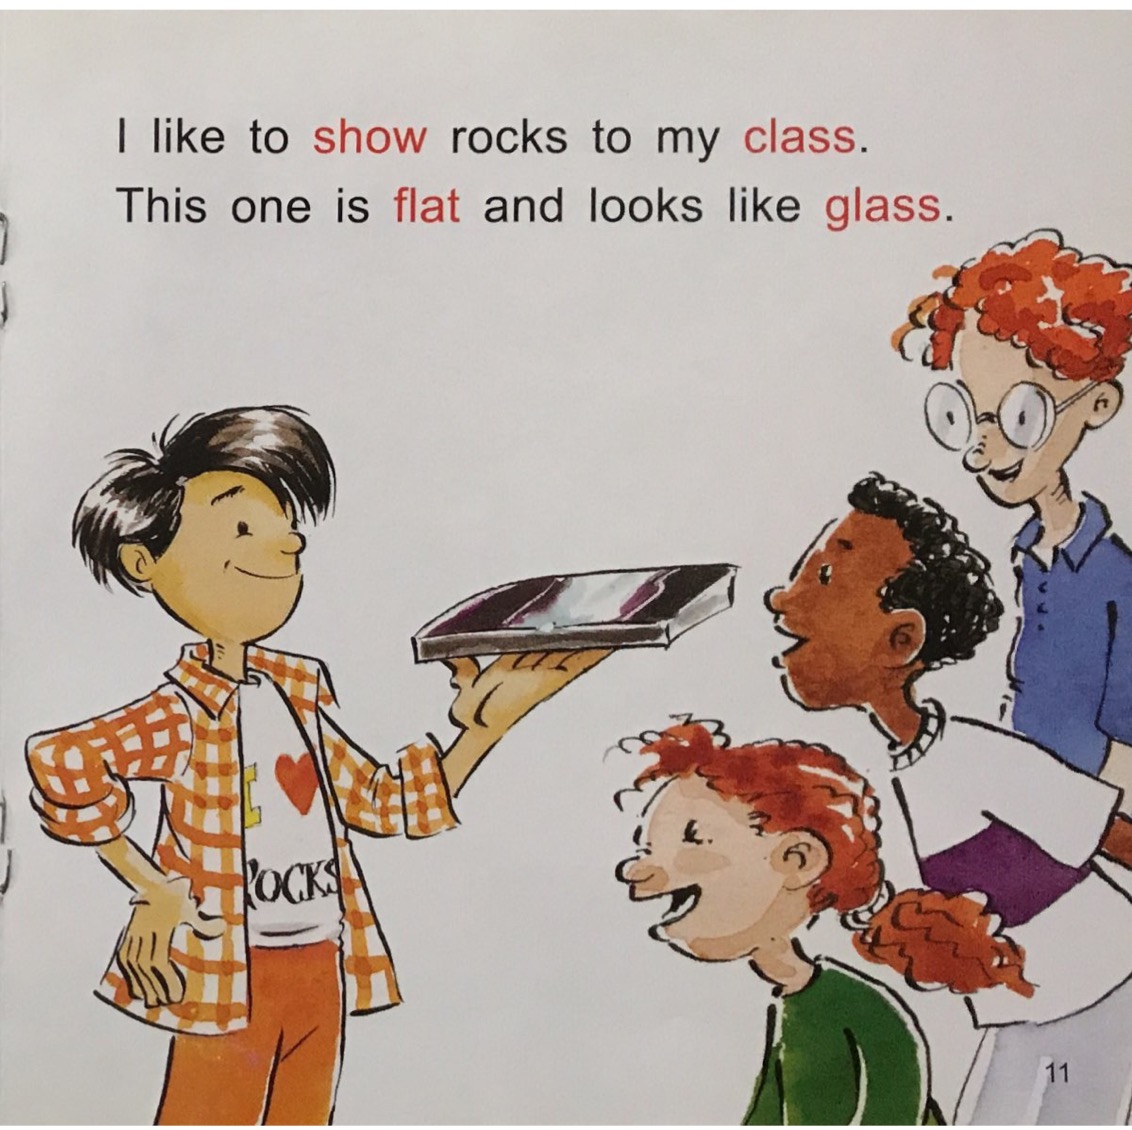 I like to show rocks to my class.
This one is flat and looks like glass.
I
ROCKS
11